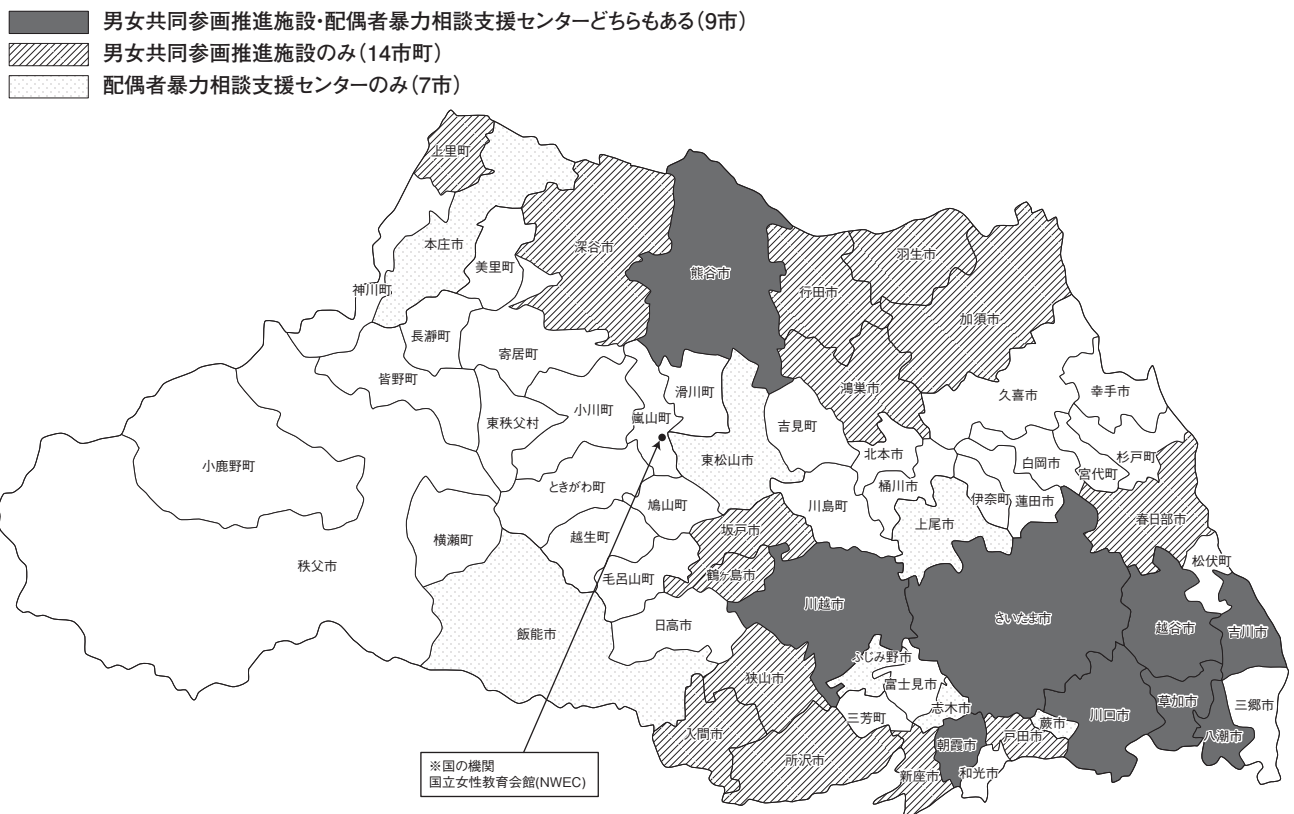 男女共同参画推進施設・配偶者暴力相談支援センターどちらもある(9市)
男女共同参画推進施設のみ(14市町)
配偶者暴力相談支援センターのみ(7市)
上里町
本庄市
美里町
深谷市
熊谷市
行田市
羽生市
加須市
神川町
長瀞町
寄居町
皆野町
鴻巣市
久喜市
幸手市
小鹿野町
東秩父村
小川町
嵐山町
滑川町
吉見町
東松山市
北本市
白岡市
宮代町
杉戸町
ときがわ町
鳩山町
川島町
桶川市
伊奈町
蓮田市
上尾市
春日部市
秩父市
横瀬町
越生町
坂戸市
松伏町
毛呂山町
鶴ヶ島市
川越市
さいたま市
越谷市
吉川市
飯能市
日高市
ふじみ野市
富士見市
狭山市
三芳町
志木市
蕨市
川口市
草加市
三郷市
入間市
所沢市
朝霞市
戸田市
八潮市
新座市
和光市
※国の機関
国立女性教育会館(NWEC)